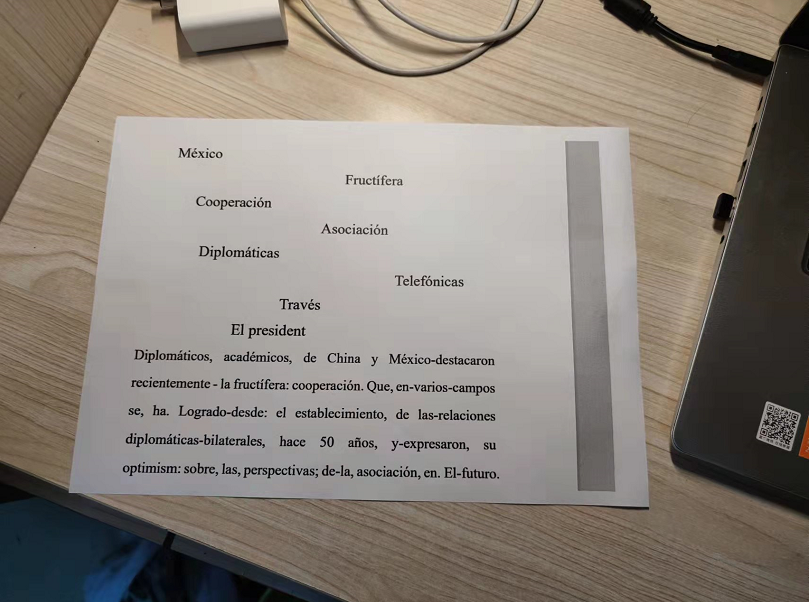 México
Fructífera
Cooperación
Asociación
Diplomáticas
Telefónicas
Través
El president
Diplomáticos, académicos, de China y México-destacaron
recientemente - la fructífera: cooperación. Que, en-varios-campos
se, ha. Logrado-desde: el establecimiento, de las-relaciones
diplomáticas-bilaterales, hace 50 años, y-expresaron, su
optimism: sobre, las, perspectivas; de-la, asociación, en. El-futuro.